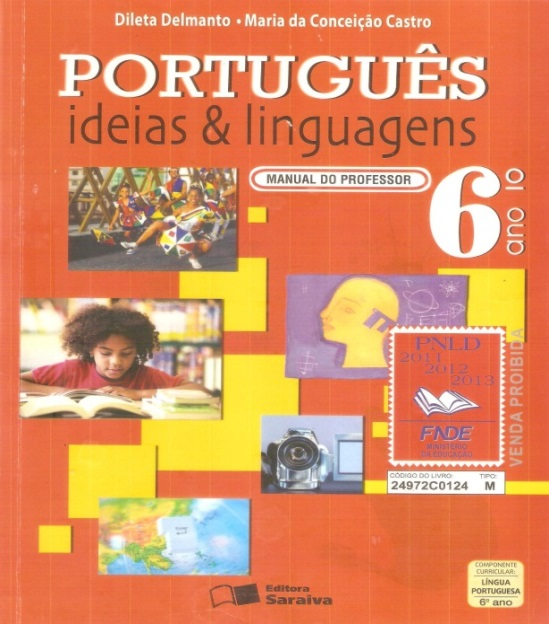 Dileta Delmanto • Maria da Conceição Castro
PORTUGUÊS
ideias & linguagens
MANUAL DO PROFESSOR
6
ano
PNLD
2011
2012
2013
FNDE
MINISTÉRIO
DA EDUCAÇÃO
VENDA PROIBIDA
CÓDIGO DO LIVRO:
TIPO:
24972C0124
M
COMPONENTE
CURRICULAR:
LÍNGUA
PORTUGUESA
6º ano
Editora
Saraiva